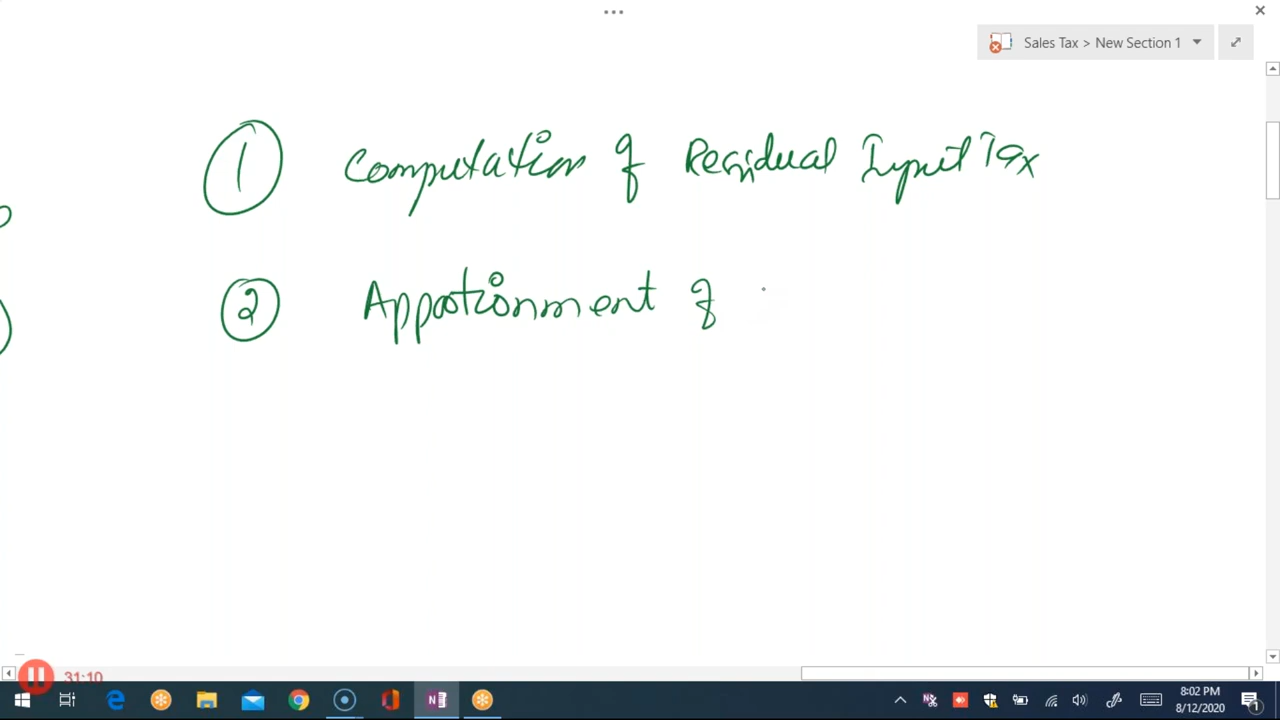 Sales Tax > New Section 1
1 Computation of Residual Input Tax
2 Apportionment of
31:10
8:02 PM
8/12/2020